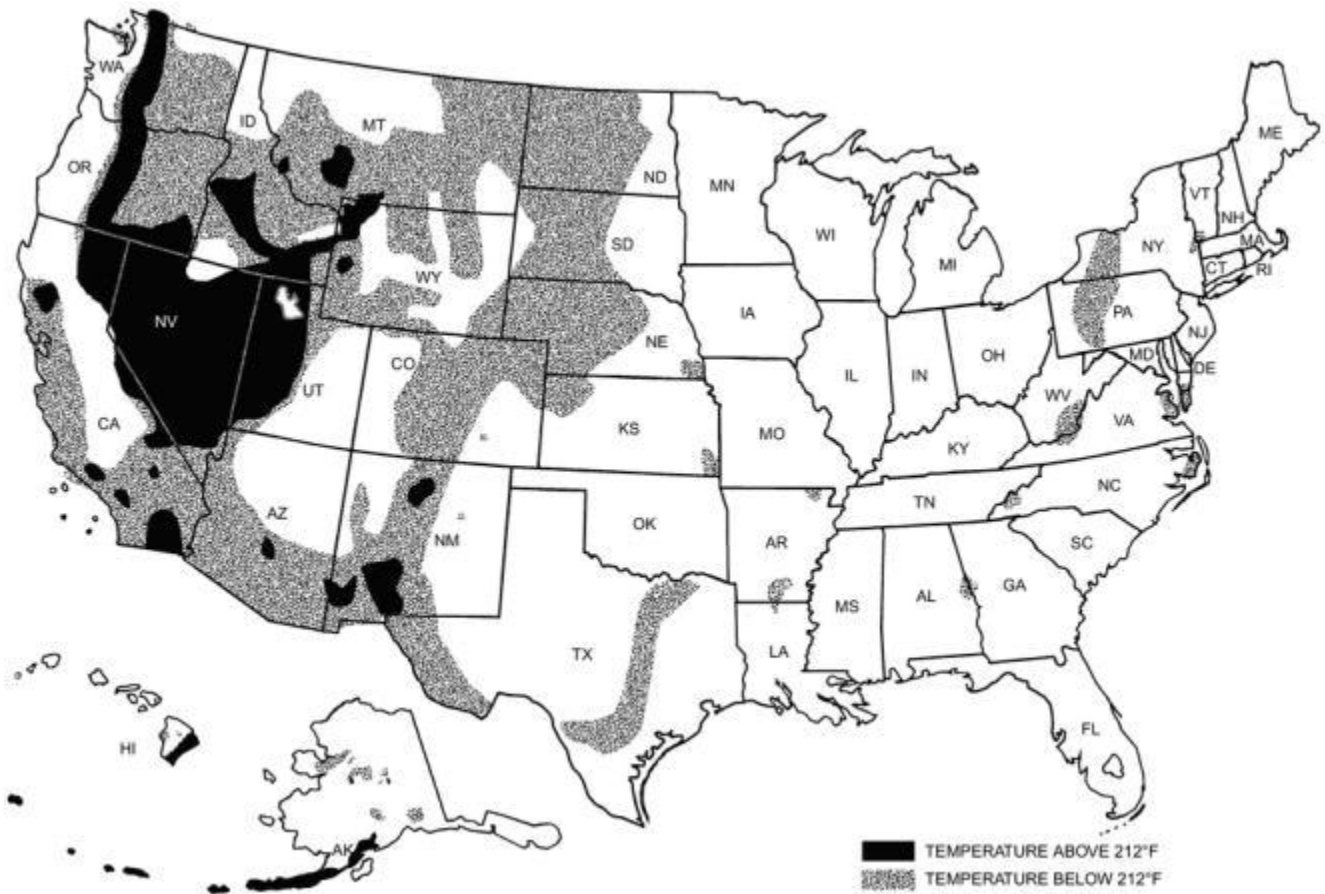 WA
MT
ID
OR
ND
MN
ME
VT
NH
NY
MA
CT
RI
WI
MI
SD
WY
IA
PA
NJ
NV
NE
OH
MD
DE
CO
IL
IN
UT
WV
VA
CA
KS
MO
KY
NC
TN
AZ
OK
NM
AR
SC
MS
AL
GA
TX
LA
FL
HI
AK
TEMPERATURE ABOVE 212°F
TEMPERATURE BELOW 212°F